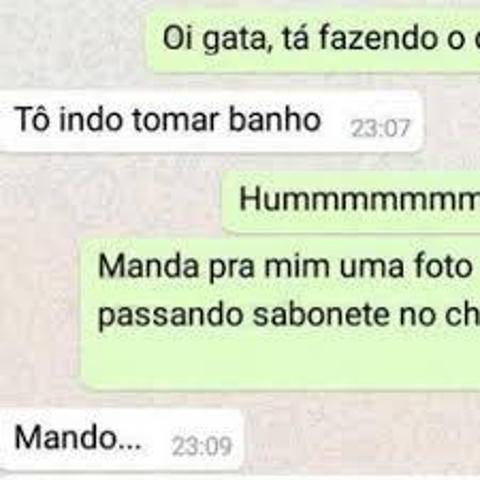 Oi gata, tá fazendo o
Tô indo tomar banho 23:07
Hummmmmmm
Manda pra mim uma foto
passando sabonete no
Mando... 23:09